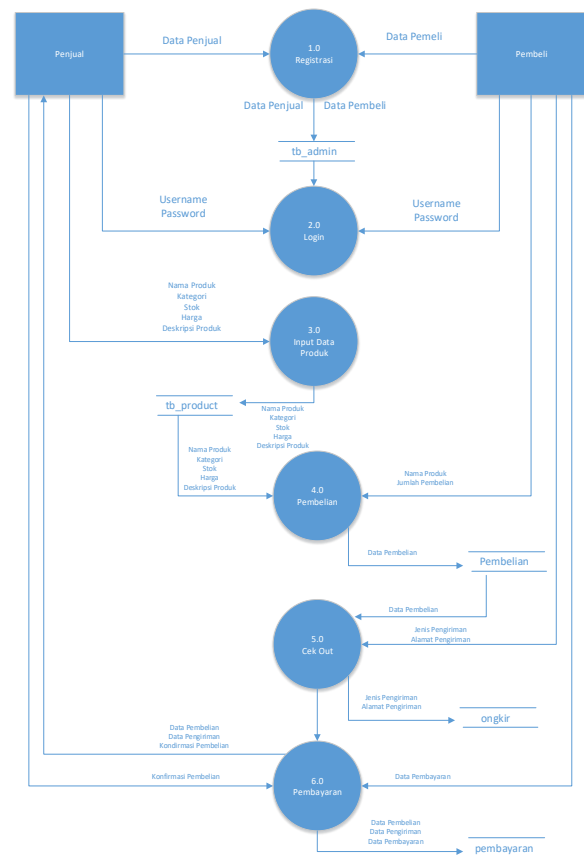 Penjual
Data Penjual
1.0
Registrasi
Data Pemeli
Pembeli
Data Penjual
Data Pembeli
tb_admin
Username
Password
2.0
Login
Username
Password
Nama Produk
Kategori
Stok
Harga
Deskripsi Produk
3.0
Input Data
Produk
tb_product
Nama Produk
Kategori
Stok
Harga
Deskripsi Produk
Nama Produk
Kategori
Stok
Harga
Deskripsi Produk
4.0
Pembelian
Nama Produk
Jumlah Pembelian
Data Pembelian
Pembelian
Data Pembelian
5.0
Cek Out
Jenis Pengiriman
Alamat Pengiriman
Jenis Pengiriman
Alamat Pengiriman
ongkir
Data Pembelian
Data Pengiriman
Kondirmasi Pembelian
Konfirmasi Pembelian
6.0
Pembayaran
Data Pembayaran
Data Pembelian
Data Pengiriman
Data Pembayaran
pembayaran